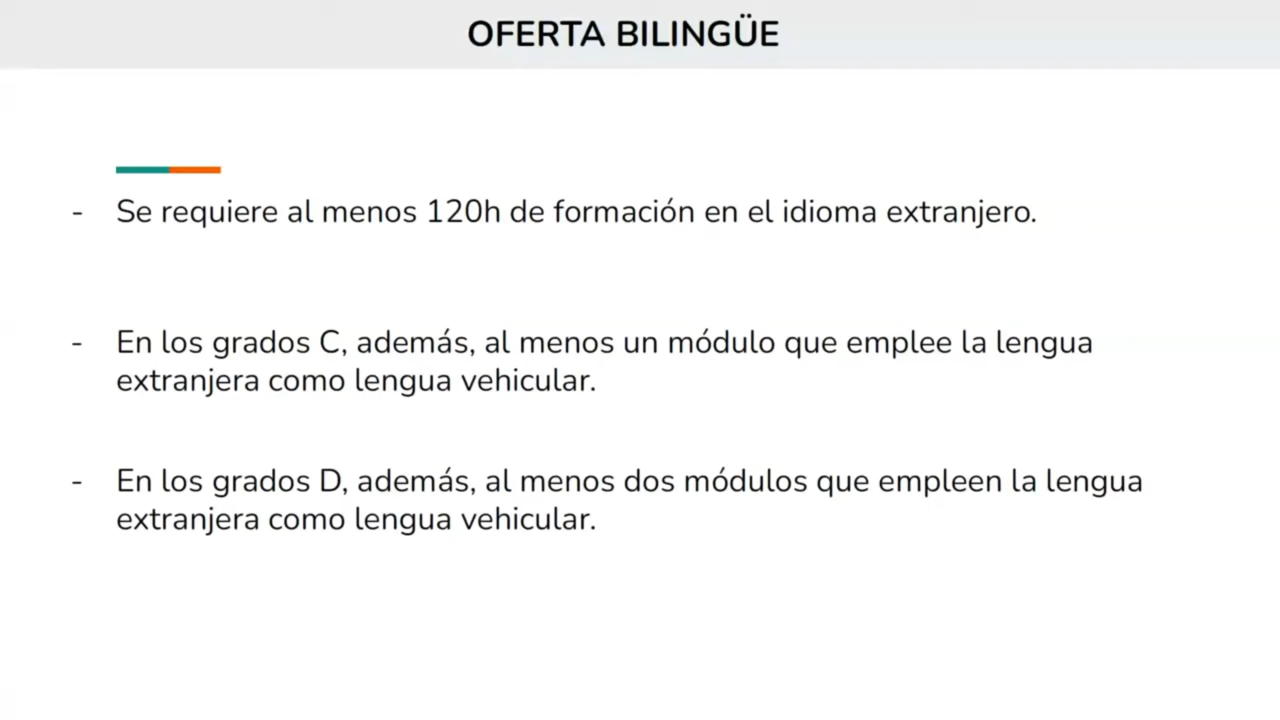 OFERTA BILINGÜE
- Se requiere al menos 120h de formación en el idioma extranjero.
- En los grados C, además, al menos un módulo que emplee la lengua
extranjera como lengua vehicular.
- En los grados D, además, al menos dos módulos que empleen la lengua
extranjera como lengua vehicular.